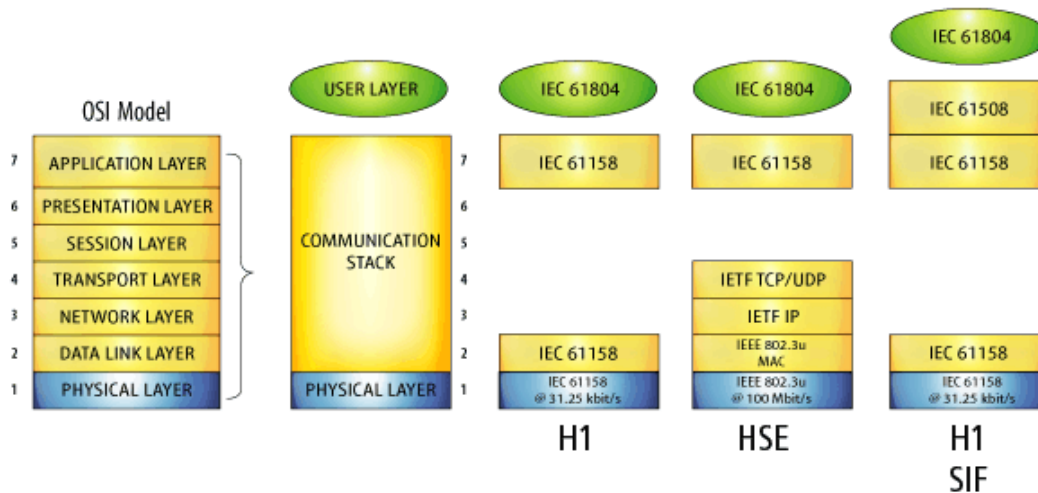 OSI Model
7
APPLICATION LAYER
6
PRESENTATION LAYER
5
SESSION LAYER
4
TRANSPORT LAYER
3
NETWORK LAYER
2
DATA LINK LAYER
1
PHYSICAL LAYER
USER LAYER
COMMUNICATION
STACK
PHYSICAL LAYER
7
6
5
4
3
2
1
IEC 61804
IEC 61158
IEC 61158
IEC 61158
@ 31.25 kbit/s
H1
IEC 61804
IEC 61158
IETF TCP/UDP
IETF IP
IEEE 802.3u
MAC
IEEE 802.3u
@ 100 Mbit/s
HSE
IEC 61804
IEC 61508
IEC 61158
IEC 61158
IEC 61158
@ 31.25 kbit/s
H1
SIF